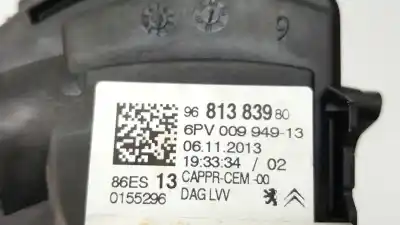 9
96 813 839 80
6PV 009 949-13
06.11.2013
19:33:34 / 02
86ES 13 CAPPR-CEM -00
0155296 DAG LVV